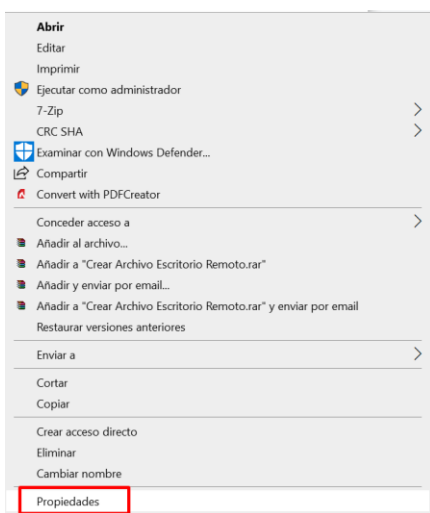 Abrir
Editar
Imprimir
Ejecutar como administrador
7-Zip
CRC SHA
Examinar con Windows Defender...
Compartir
Convert with PDFCreator
Conceder acceso a
Añadir al archivo...
Añadir a "Crear Archivo Escritorio Remoto.rar"
Añadir y enviar por email...
Añadir a "Crear Archivo Escritorio Remoto.rar" y enviar por email
Restaurar versiones anteriores
Enviar a
Cortar
Copiar
Crear acceso directo
Eliminar
Cambiar nombre
Propiedades